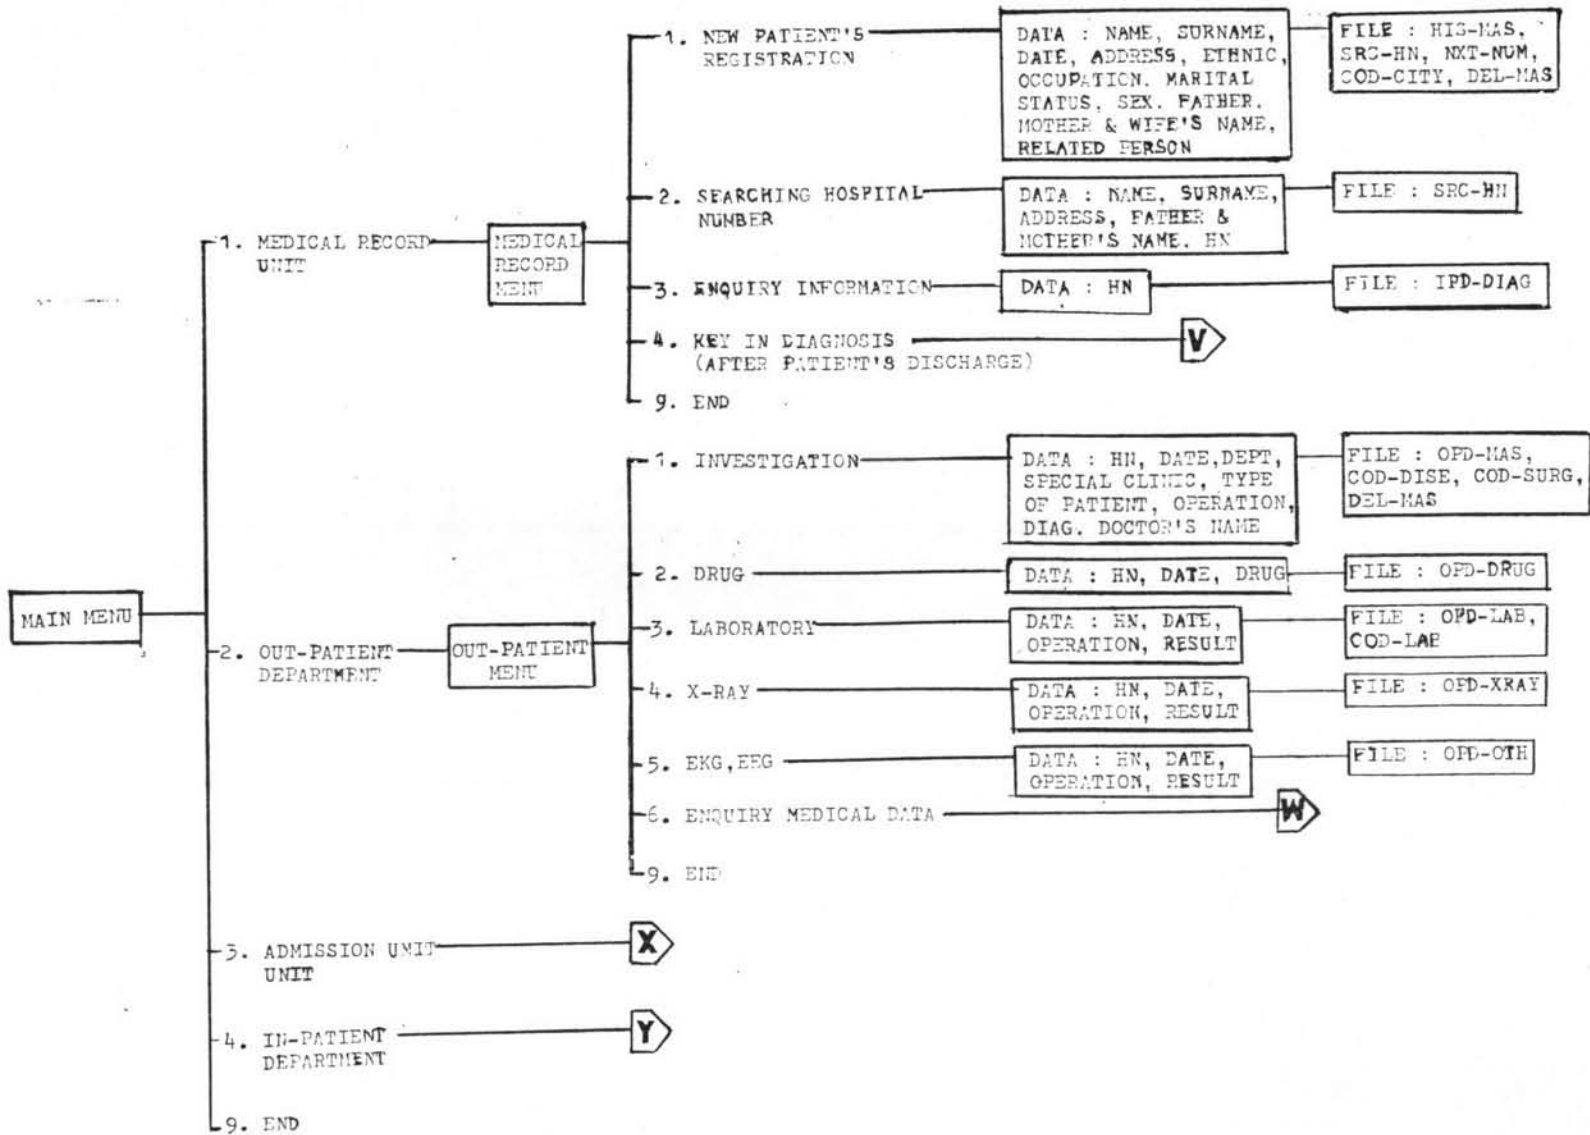 1. NEW PATIENT'S
REGISTRATION
DATA : NAME, SURNAME,
DATE, ADDRESS, ETHNIC,
OCCUPATION. MARITAL
STATUS, SEX. FATHER.
MOTHER & WIFE'S NAME,
RELATED PERSON
FILE : HIS-MAS,
SRC-HN, NXT-NUM,
COD-CITY, DEL-MAS
2. SEARCHING HOSPITAL
NUMBER
DATA : NAME, SURNAME,
ADDRESS, FATHER &
MOTHER'S NAME. HN
FILE : SRC-HN
1. MEDICAL RECORD
UNIT
MEDICAL
RECORD
MENU
3. ENQUIRY INFORMATION
DATA : HN
FILE : IPD-DIAG
4. KEY IN DIAGNOSIS
(AFTER PATIENT'S DISCHARGE)
V
9. END
1. INVESTIGATION
DATA : HN, DATE,DEPT,
SPECIAL CLINIC, TYPE
OF PATIENT, OPERATION,
DIAG. DOCTOR'S NAME
FILE : OPD-MAS,
COD-DISE, COD-SURG,
DEL-MAS
2. DRUG
DATA : HN, DATE, DRUG
FILE : OPD-DRUG
MAIN MENU
3. LABORATORY
DATA : HN, DATE,
OPERATION, RESULT
FILE : OPD-LAB,
COD-LAB
2. OUT-PATIENT
DEPARTMENT
OUT-PATIENT
MENU
4. X-RAY
DATA : HN, DATE,
OPERATION, RESULT
FILE : OPD-XRAY
5. EKG,EEG
DATA : HN, DATE,
OPERATION, RESULT
FILE : OPD-OTH
6. ENQUIRY MEDICAL DATA
W
9. END
3. ADMISSION UNIT
UNIT
X
4. IN-PATIENT
DEPARTMENT
Y
9. END